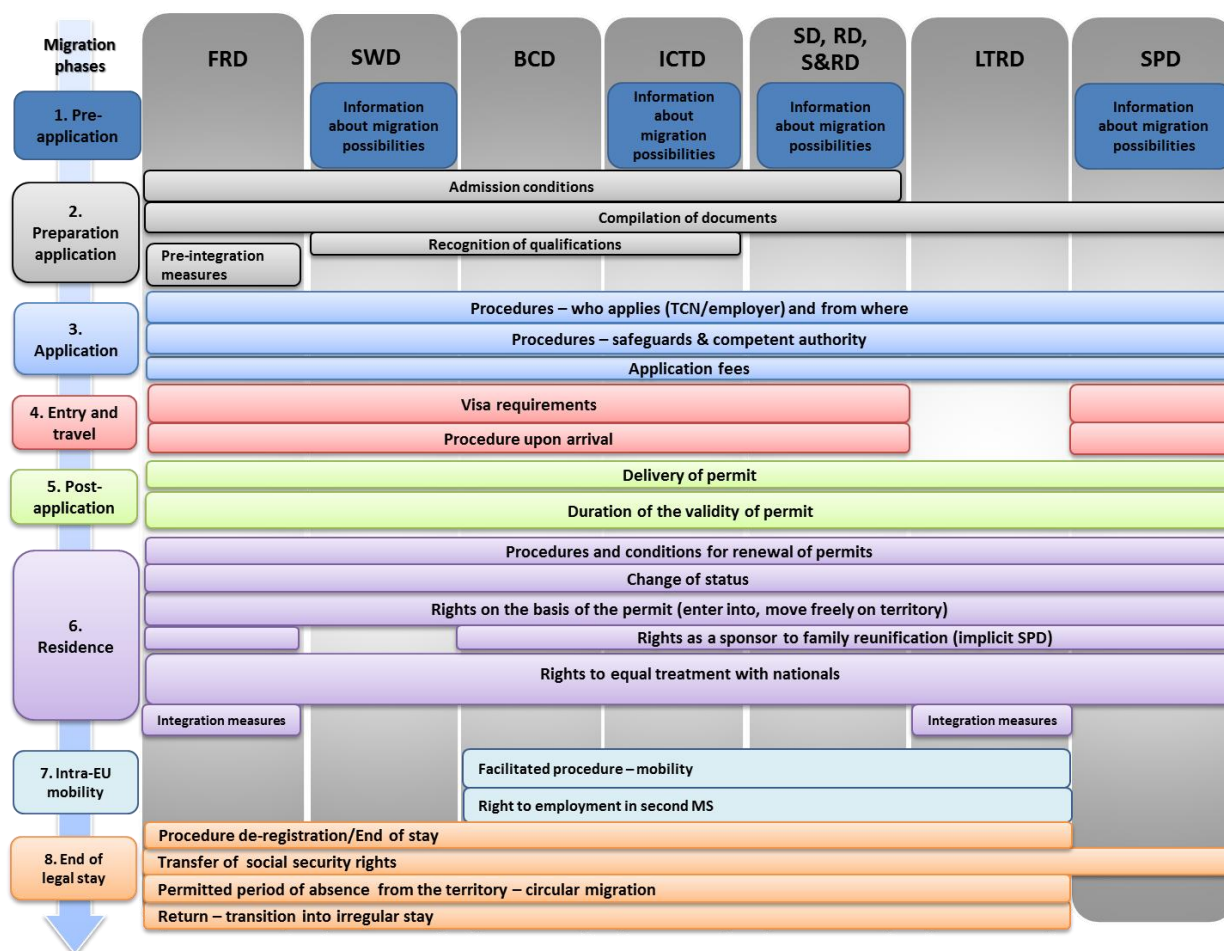 Migration
phases
FRD
SWD
BCD
ICTD
SD, RD,
S&RD
LTRD
SPD
1. Pre-
application
Information
about migration
possibilities
Information
about
migration
possibilities
Information
about migration
possibilities
Information
about migration
possibilities
2.
Preparation
application
Admission conditions
Compilation of documents
Recognition of qualifications
Pre-integration
measures
3.
Application
Procedures – who applies (TCN/employer) and from where
Procedures – safeguards & competent authority
Application fees
4. Entry and
travel
Visa requirements
Procedure upon arrival
5. Post-
application
Delivery of permit
Duration of the validity of permit
6.
Residence
Procedures and conditions for renewal of permits
Change of status
Rights on the basis of the permit (enter into, move freely on territory)
Rights as a sponsor to family reunification (implicit SPD)
Rights to equal treatment with nationals
Integration measures
Integration measures
7. Intra-EU
mobility
Facilitated procedure – mobility
Right to employment in second MS
8. End of
legal stay
Procedure de-registration/End of stay
Transfer of social security rights
Permitted period of absence from the territory – circular migration
Return – transition into irregular stay